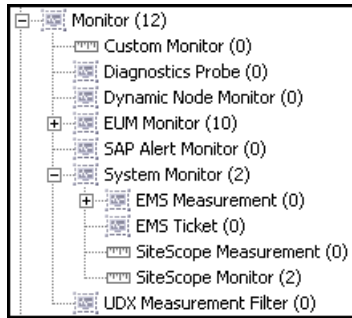 Monitor (12)
Custom Monitor (0)
Diagnostics Probe (0)
Dynamic Node Monitor (0)
EUM Monitor (10)
SAP Alert Monitor (0)
System Monitor (2)
EMS Measurement (0)
EMS Ticket (0)
SiteScope Measurement (0)
SiteScope Monitor (2)
UDX Measurement Filter (0)